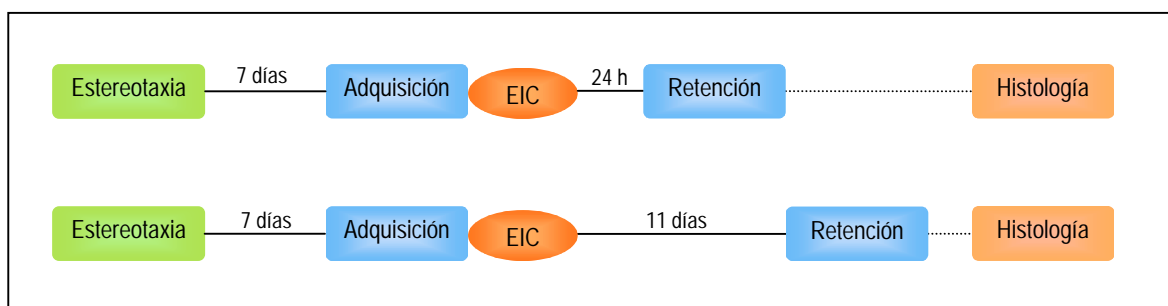 Estereotaxia 7 días Adquisición EIC 24 h Retención Histología
Estereotaxia 7 días Adquisición EIC 11 días Retención Histología